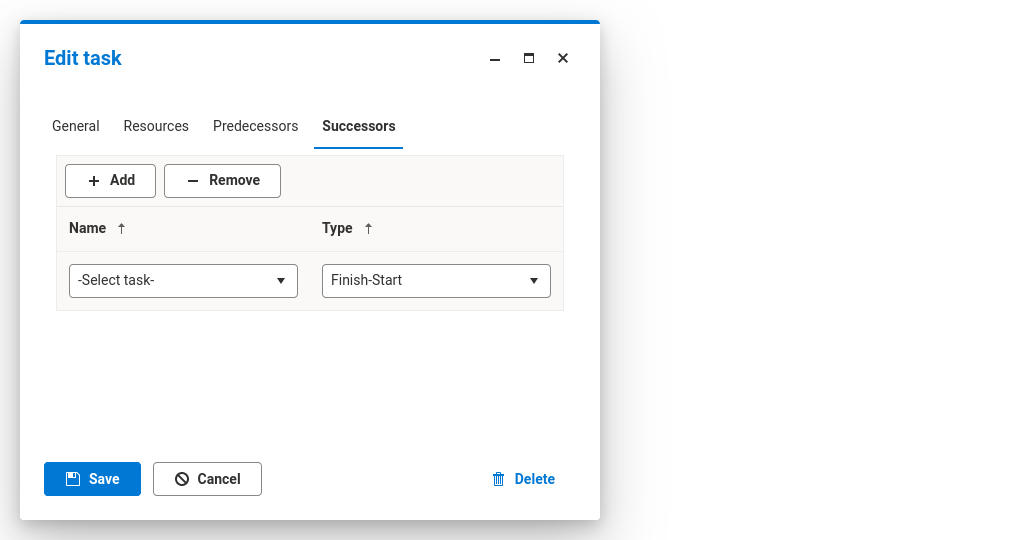 Edit task
General Resources Predecessors Successors
Add Remove
Name Type
-Select task- Finish-Start
Save Cancel Delete